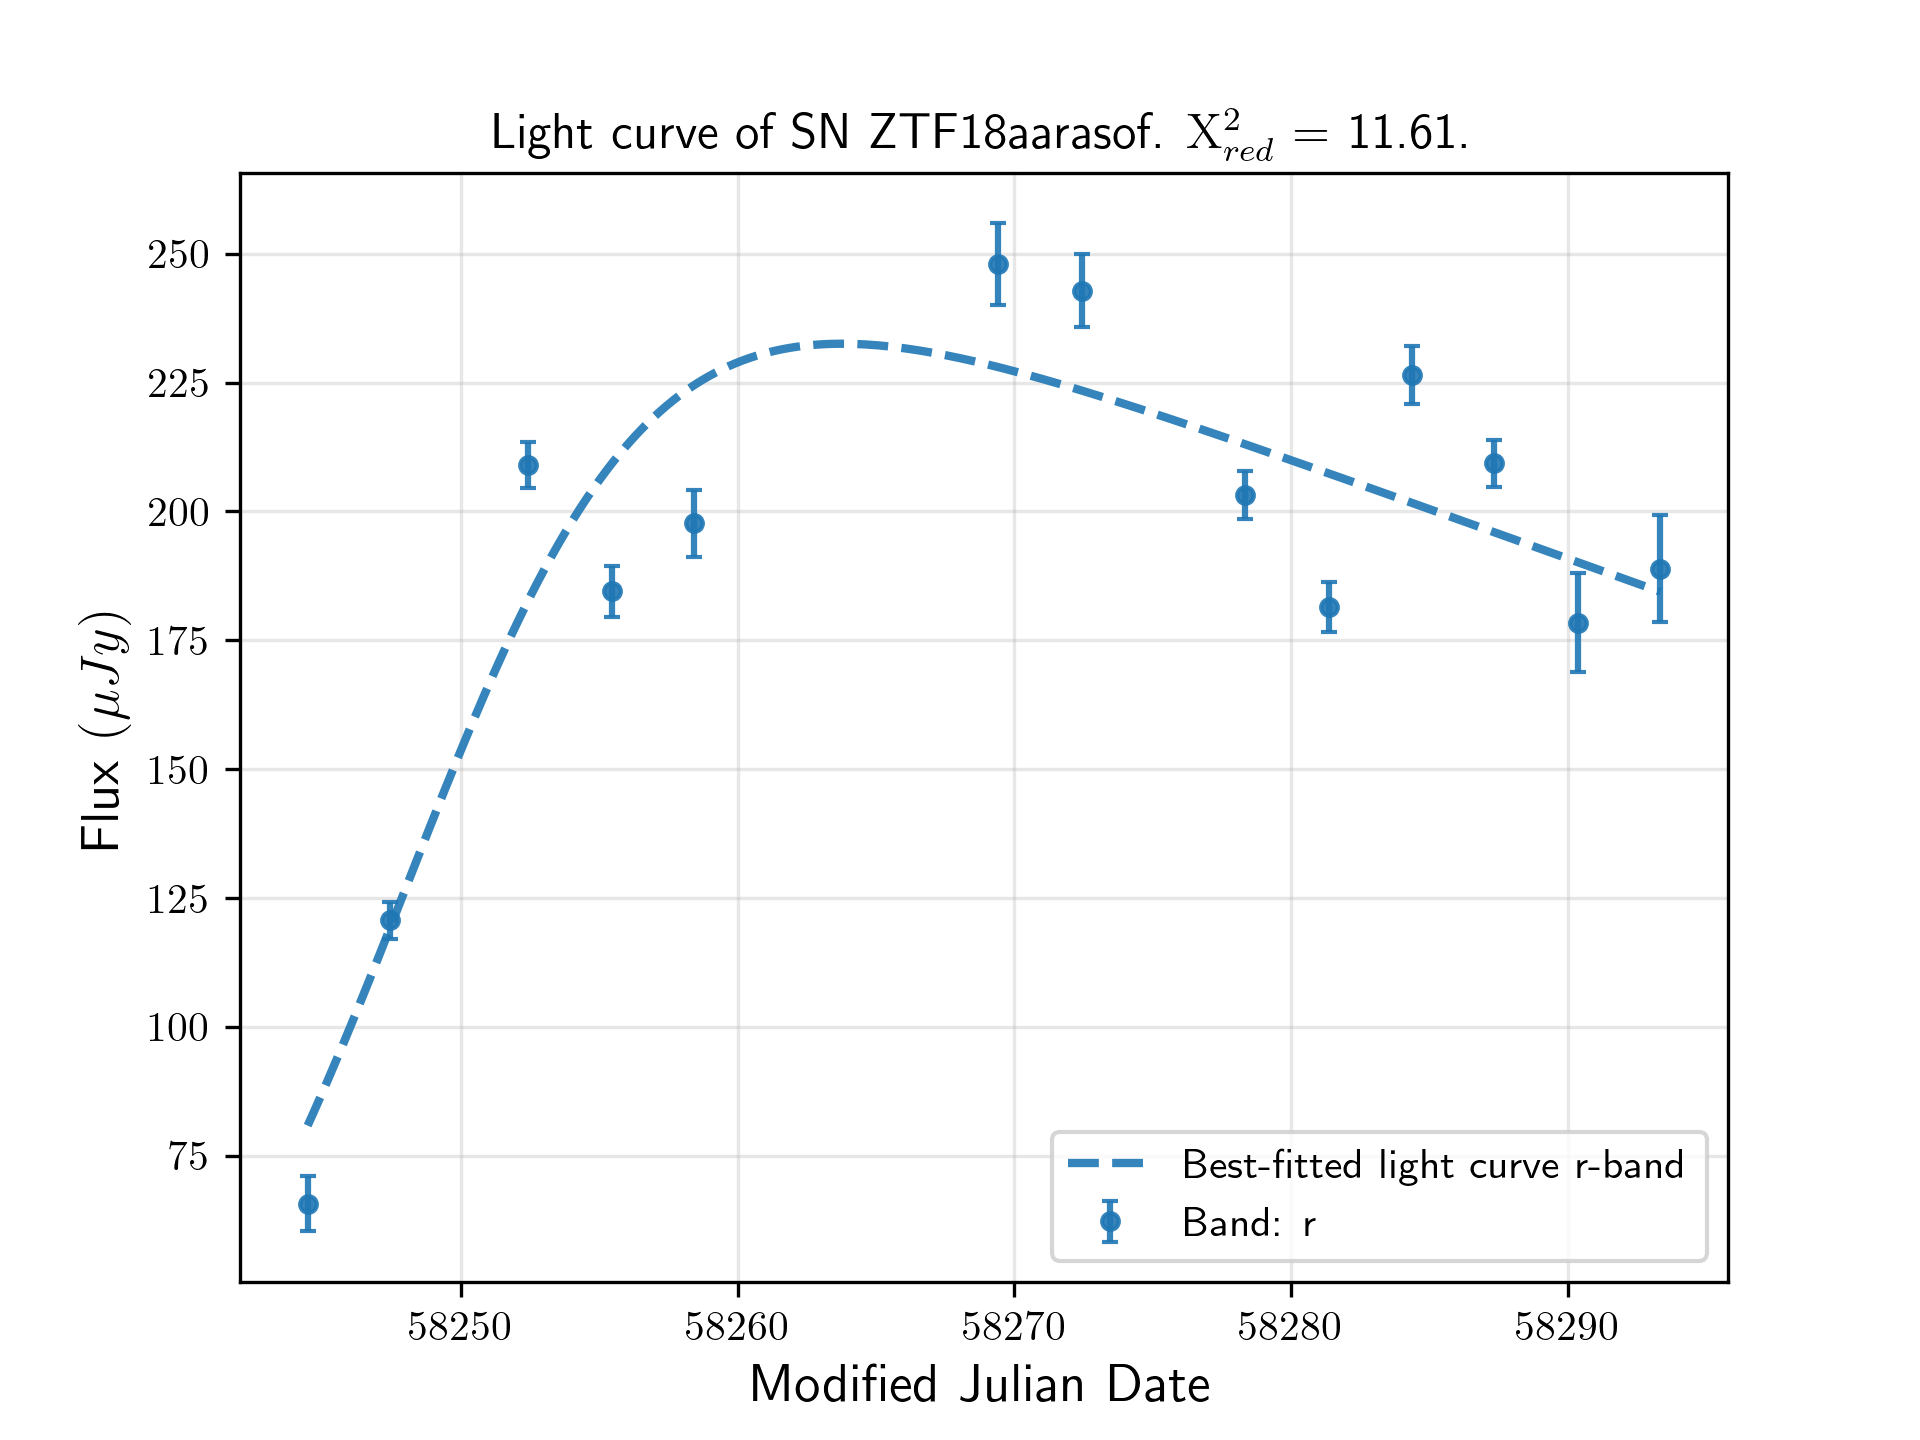 Light curve of SN ZTF18aarasof. X²_red = 11.61.
Flux (μJy)
250
225
200
175
150
125
100
75
Best-fitted light curve r-band
Band: r
58250 58260 58270 58280 58290
Modified Julian Date